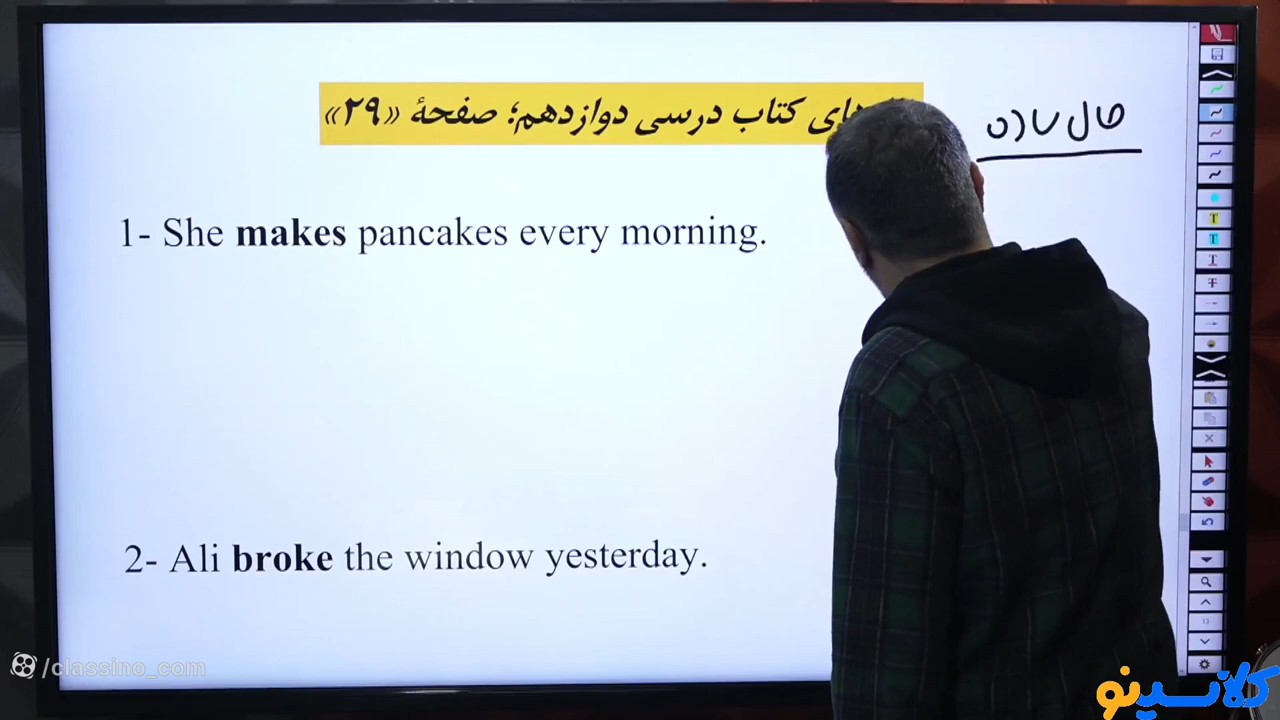 های کتاب درسی دوازدهم؛ صفحهٔ «۲۹»
حال ساده
1- She makes pancakes every morning.
2- Ali broke the window yesterday.
/classino_com
کلاسینو